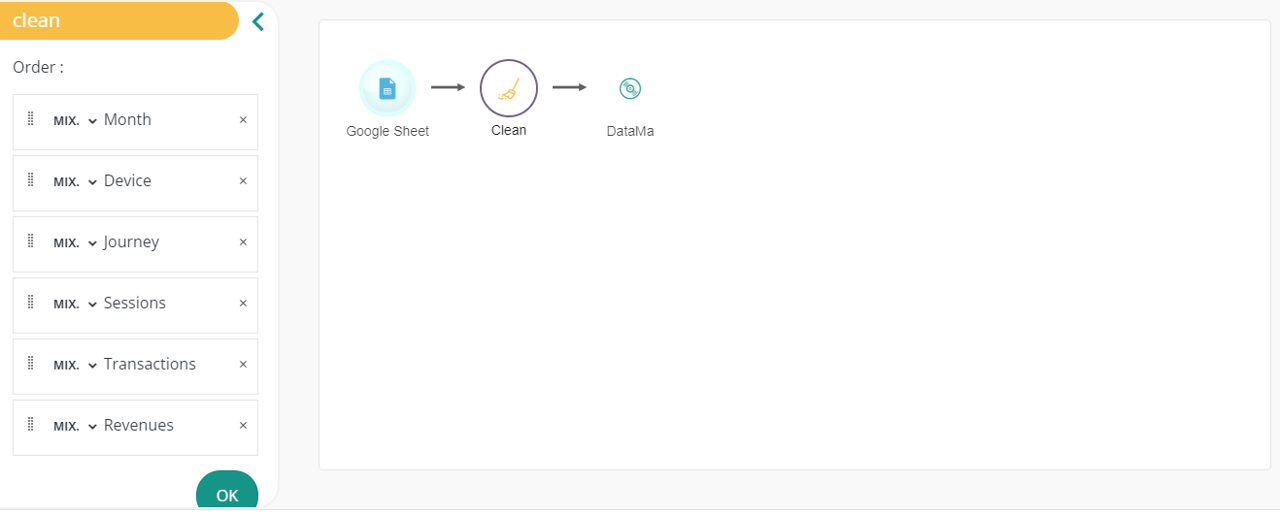 clean
Order :
MIX. Month ×
MIX. Device ×
MIX. Journey ×
MIX. Sessions ×
MIX. Transactions ×
MIX. Revenues ×
OK
Google Sheet
Clean
DataMa